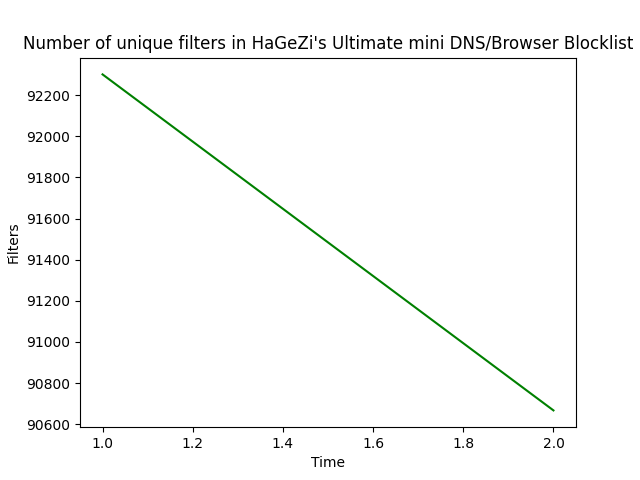 Number of unique filters in HaGeZi's Ultimate mini DNS/Browser Blocklist
92200
92000
91800
91600
91400
91200
91000
90800
90600
Filters
1.0 1.2 1.4 1.6 1.8 2.0
Time